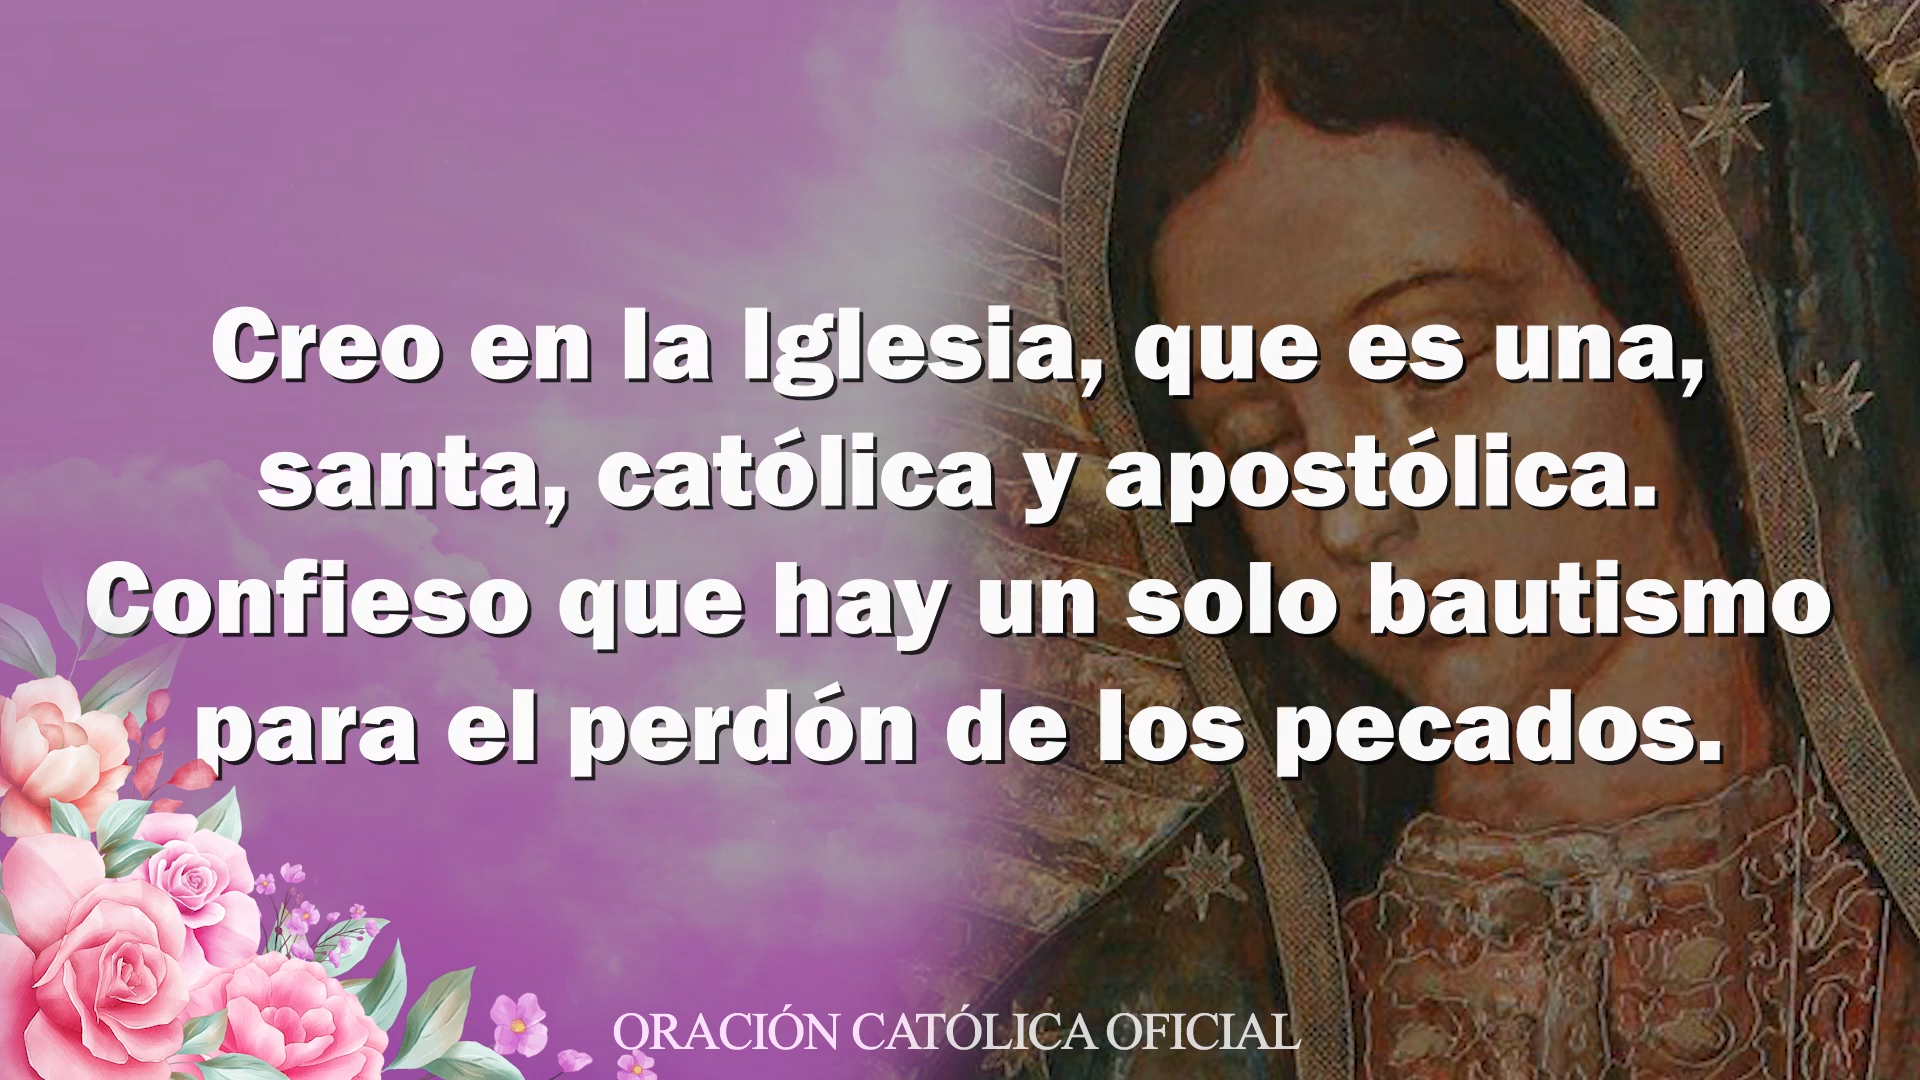 Creo en la Iglesia, que es una,
santa, católica y apostólica.
Confieso que hay un solo bautismo
para el perdón de los pecados.
ORACIÓN CATÓLICA OFICIAL